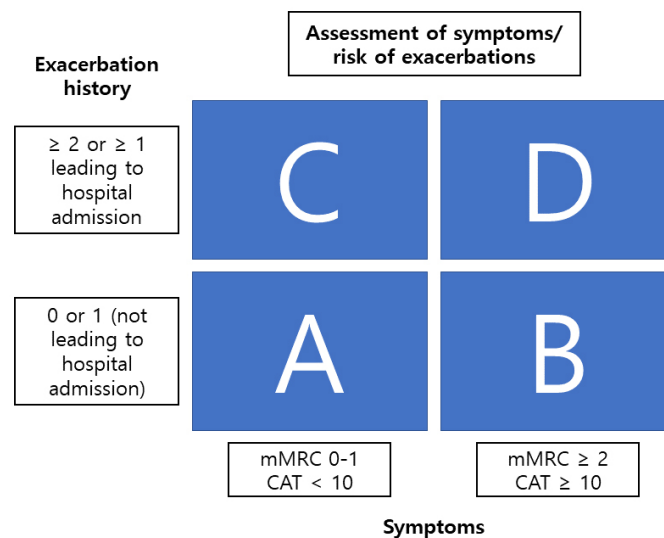 Assessment of symptoms/
risk of exacerbations
Exacerbation
history
≥ 2 or ≥ 1
leading to
hospital
admission
C
D
0 or 1 (not
leading to
hospital
admission)
A
B
mMRC 0-1
CAT < 10
mMRC ≥ 2
CAT ≥ 10
Symptoms